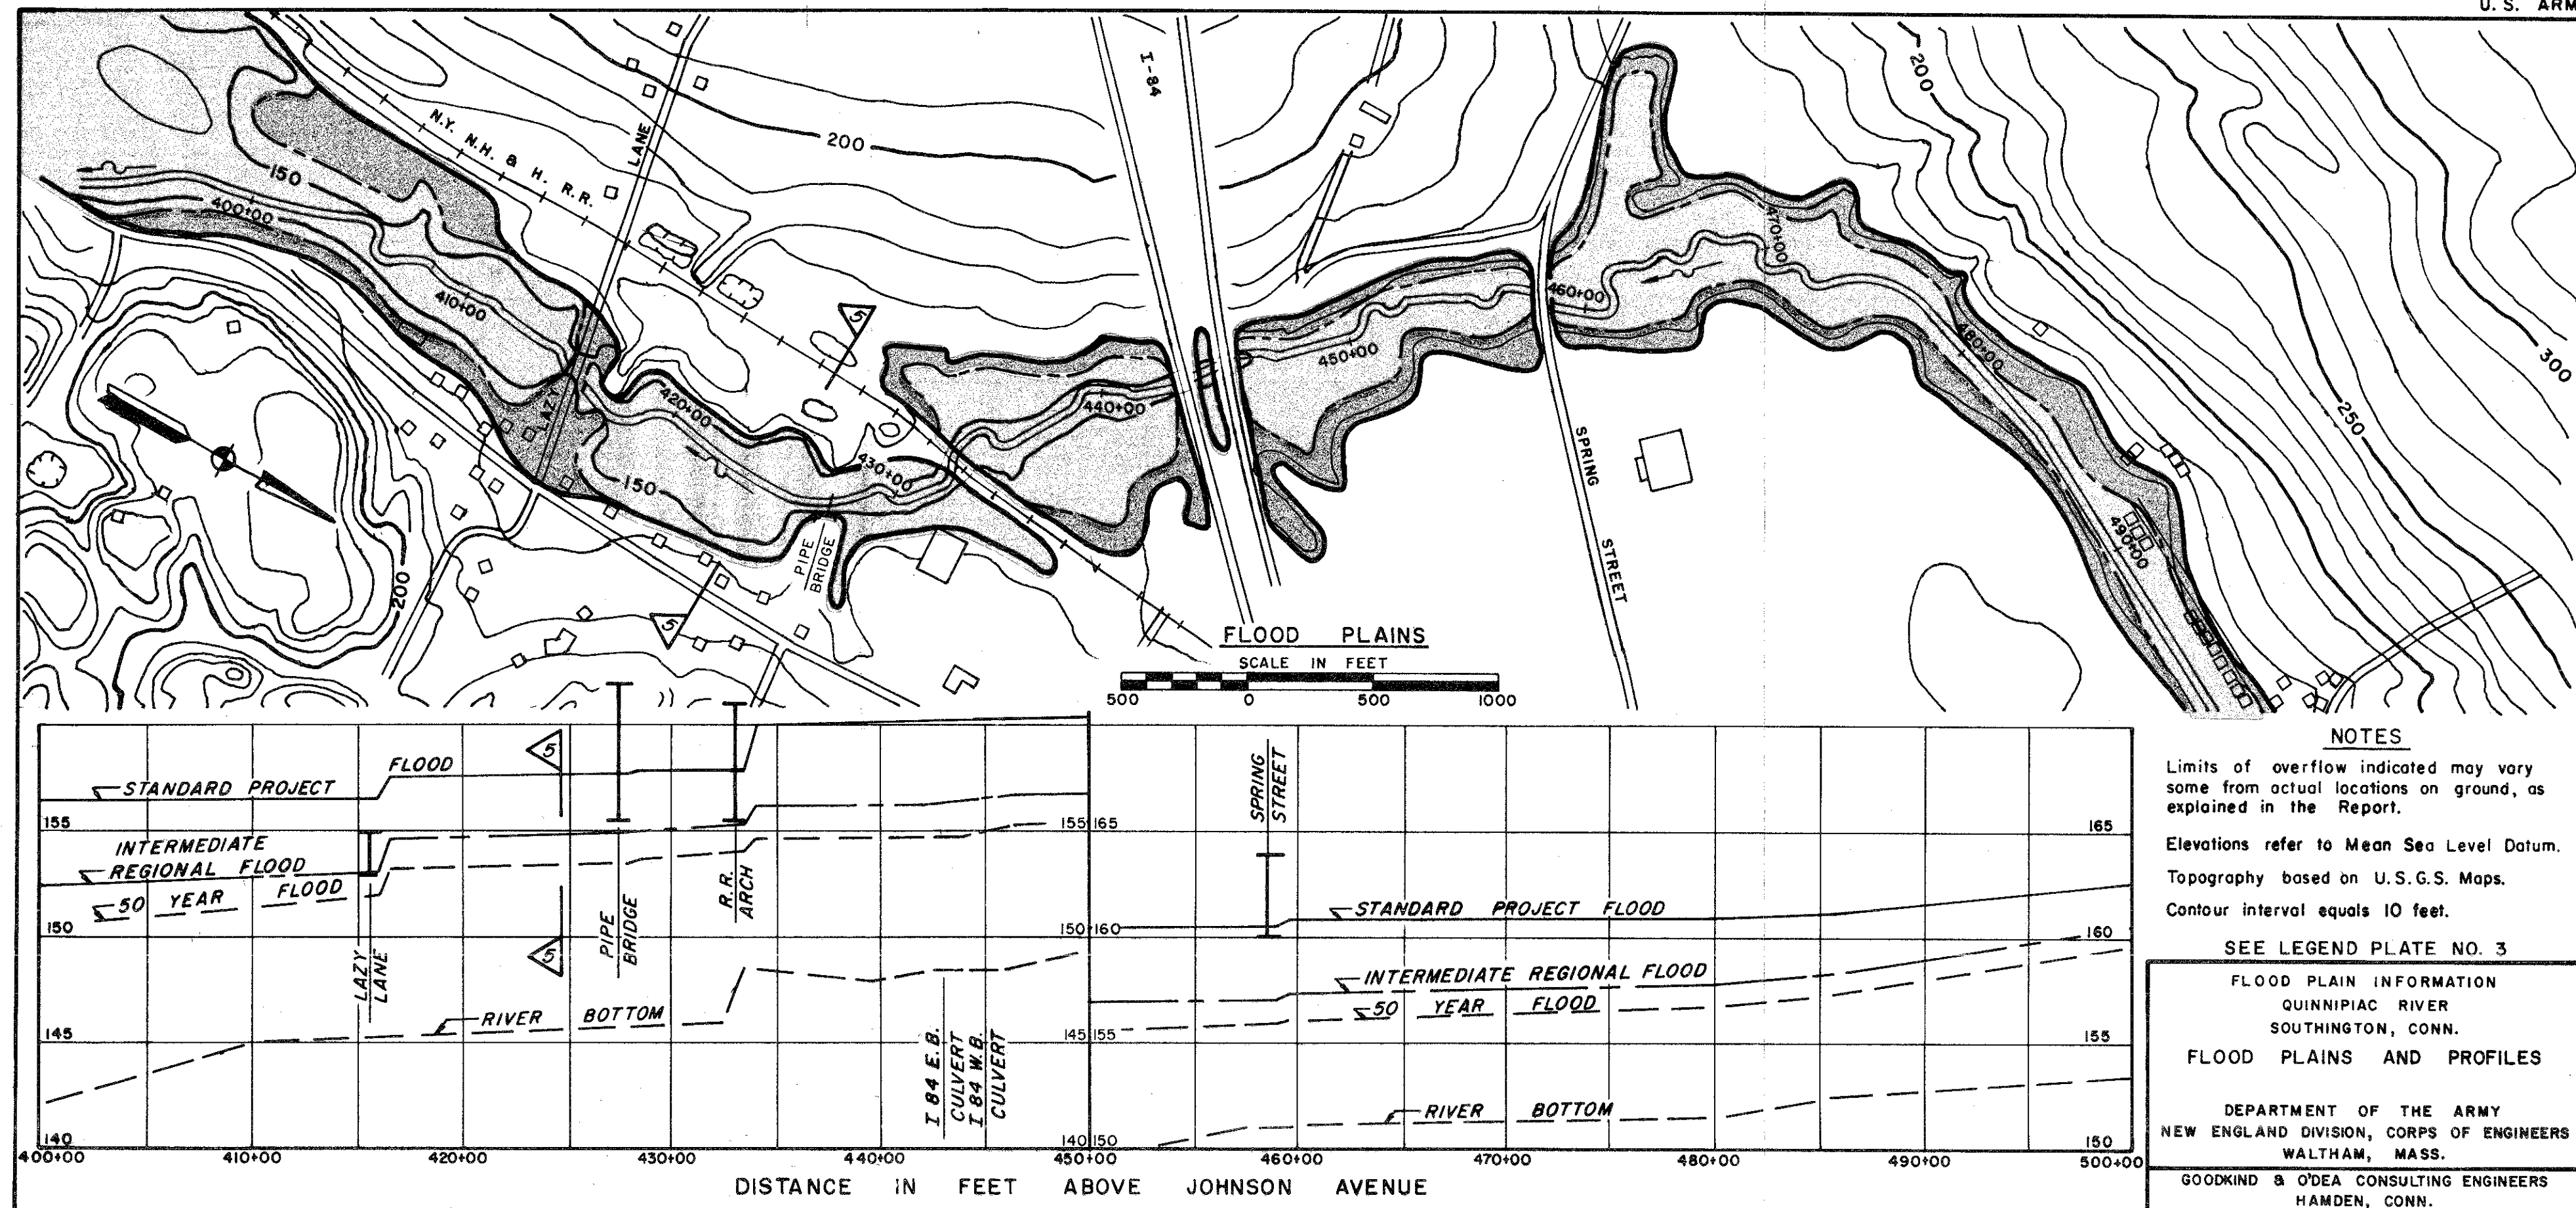 U. S. ARM
I-84
200
200
N.Y. N.H. & H. R.R.
LANE
150
400+00
470+00
410+00
460+00
5
480+00
300
450+00
LAZY
420+00
440+00
250
SPRING
STREET
430+00
150
490+00
PIPE
BRIDGE
200
5
FLOOD PLAINS
SCALE IN FEET
500 0 500 1000
STANDARD PROJECT FLOOD
5
155
155 165
165
INTERMEDIATE
REGIONAL FLOOD
50 YEAR FLOOD
150
150 160
160
LAZY
LANE
5
PIPE
BRIDGE
R.R.
ARCH
SPRING
STREET
STANDARD PROJECT FLOOD
INTERMEDIATE REGIONAL FLOOD
50 YEAR FLOOD
RIVER BOTTOM
145
145 155
155
I 84 E.B.
CULVERT
I 84 W.B.
CULVERT
RIVER BOTTOM
140
140 150
150
400+00 410+00 420+00 430+00 440+00 450+00 460+00 470+00 480+00 490+00 500+00
DISTANCE IN FEET ABOVE JOHNSON AVENUE
NOTES
Limits of overflow indicated may vary
some from actual locations on ground, as
explained in the Report.
Elevations refer to Mean Sea Level Datum.
Topography based on U.S.G.S. Maps.
Contour interval equals 10 feet.
SEE LEGEND PLATE NO. 3
FLOOD PLAIN INFORMATION
QUINNIPIAC RIVER
SOUTHINGTON, CONN.
FLOOD PLAINS AND PROFILES
DEPARTMENT OF THE ARMY
NEW ENGLAND DIVISION, CORPS OF ENGINEERS
WALTHAM, MASS.
GOODKIND & O'DEA CONSULTING ENGINEERS
HAMDEN, CONN.